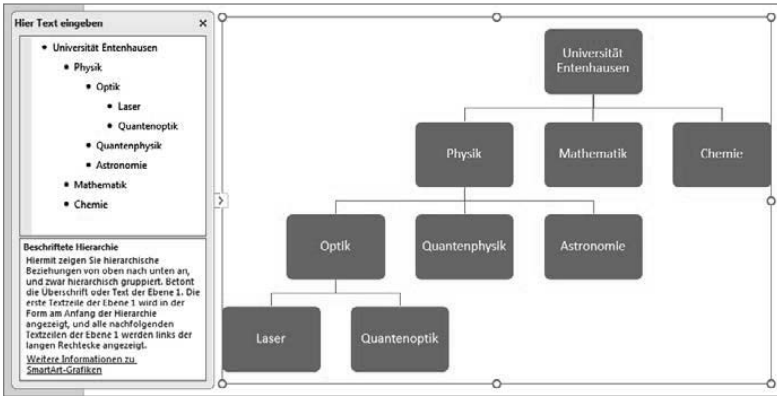 Hier Text eingeben
Universität Entenhausen
Physik
Optik
Laser
Quantenoptik
Quantenphysik
Astronomie
Mathematik
Chemie
Beschriftete Hierarchie
Hiermit zeigen Sie hierarchische
Beziehungen von oben nach unten an,
und zwar hierarchisch gruppiert. Betont
die Überschrift oder Text der Ebene 1. Die
erste Textzeile der Ebene 1 wird in der
Form am Anfang der Hierarchie
angezeigt, und alle nachfolgenden
Textzeilen der Ebene 1 werden links der
langen Rechtecke angezeigt.
Weitere Informationen zu
SmartArt-Grafiken
Universität
Entenhausen
Physik
Mathematik
Chemie
Optik
Quantenphysik
Astronomie
Laser
Quantenoptik